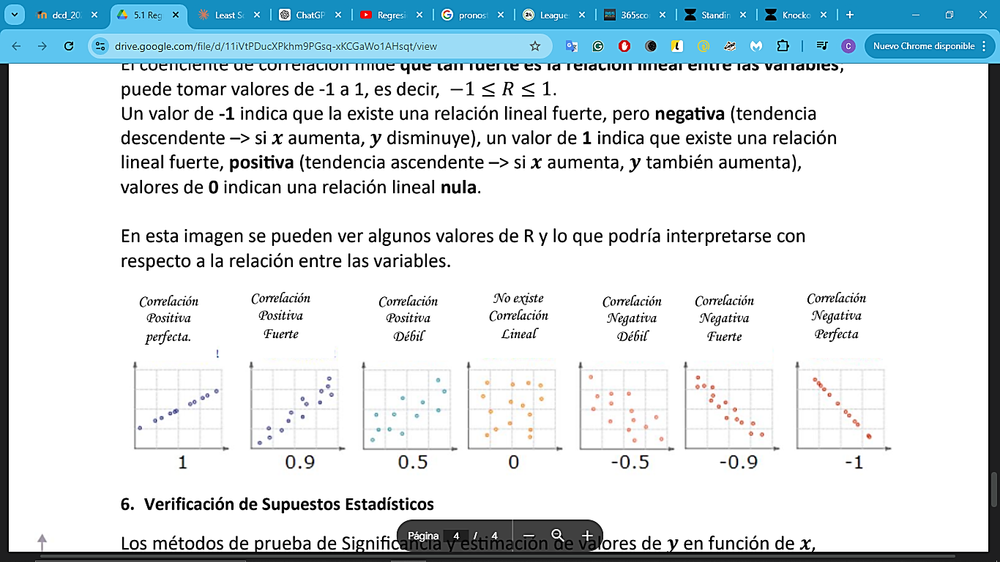 dcd_20
5.1 Reg
Least S
ChatGP
Regresi
pronos
League
365sco
Standin
Knocko
drive.google.com/file/d/11iVtPDucXPkhm9PGsq-xKCGaWo1AHsqt/view
Nuevo Chrome disponible
El coeficiente de correlación mide que tan fuerte es la relación lineal entre las variables,
puede tomar valores de -1 a 1, es decir, −1 ≤ R ≤ 1.
Un valor de -1 indica que la existe una relación lineal fuerte, pero negativa (tendencia
descendente –> si x aumenta, y disminuye), un valor de 1 indica que existe una relación
lineal fuerte, positiva (tendencia ascendente –> si x aumenta, y también aumenta),
valores de 0 indican una relación lineal nula.
En esta imagen se pueden ver algunos valores de R y lo que podría interpretarse con
respecto a la relación entre las variables.
Correlación
Positiva
perfecta.
!
1
Correlación
Positiva
Fuerte
0.9
Correlación
Positiva
Débil
0.5
No existe
Correlación
Lineal
0
Correlación
Negativa
Débil
-0.5
Correlación
Negativa
Fuerte
-0.9
Correlación
Negativa
Perfecta
-1
6. Verificación de Supuestos Estadísticos
Los métodos de prueba de Significancia y estimación de valores de y en función de x,
Página 4 / 4